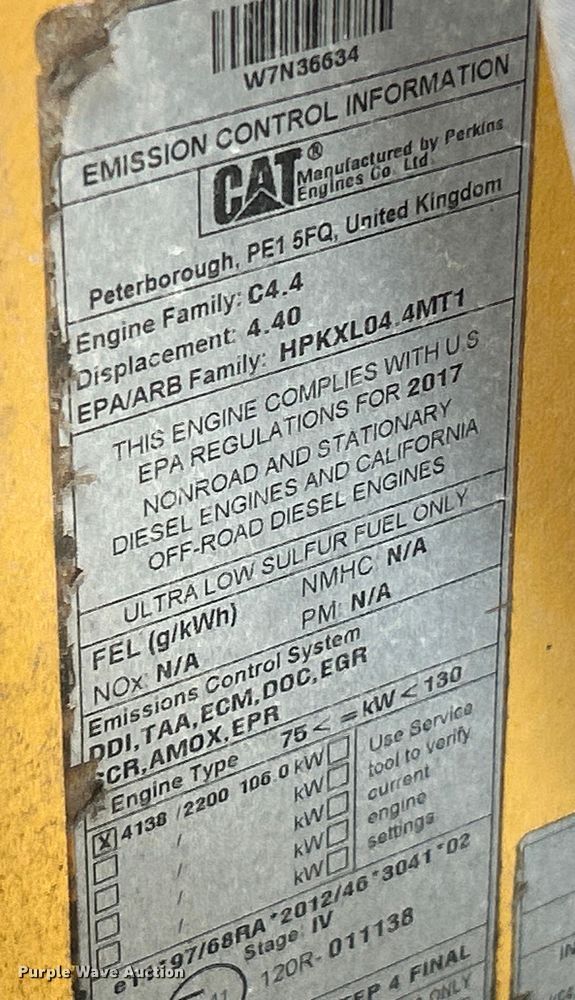 W7N36634
EMISSION CONTROL INFORMATION
CAT® Manufactured by Perkins
Engines Co. Ltd
Peterborough, PE1 5FQ, United Kingdom
Engine Family: C4.4
Displacement: 4.40
EPA/ARB Family: HPKXL04.4MT1
THIS ENGINE COMPLIES WITH U S
EPA REGULATIONS FOR 2017
NONROAD AND STATIONARY
DIESEL ENGINES AND CALIFORNIA
OFF-ROAD DIESEL ENGINES
ULTRA LOW SULFUR FUEL ONLY
FEL (g/kWh) NMHC: N/A
NOx: N/A PM: N/A
Emissions Control System
DDI,TAA,ECM,DOC,EGR
SCR,AMOX,EPR
Engine Type 75 < = kW < 130
X 4138 /2200 106.0 kW
/ kW
/ kW
/ kW
/ kW
Use Service
tool to verify
current
engine
settings
97/68RA*2012/46*3041*02
Stage: IV
120R-011138
4 FINAL
ONLY
Purple Wave Auction